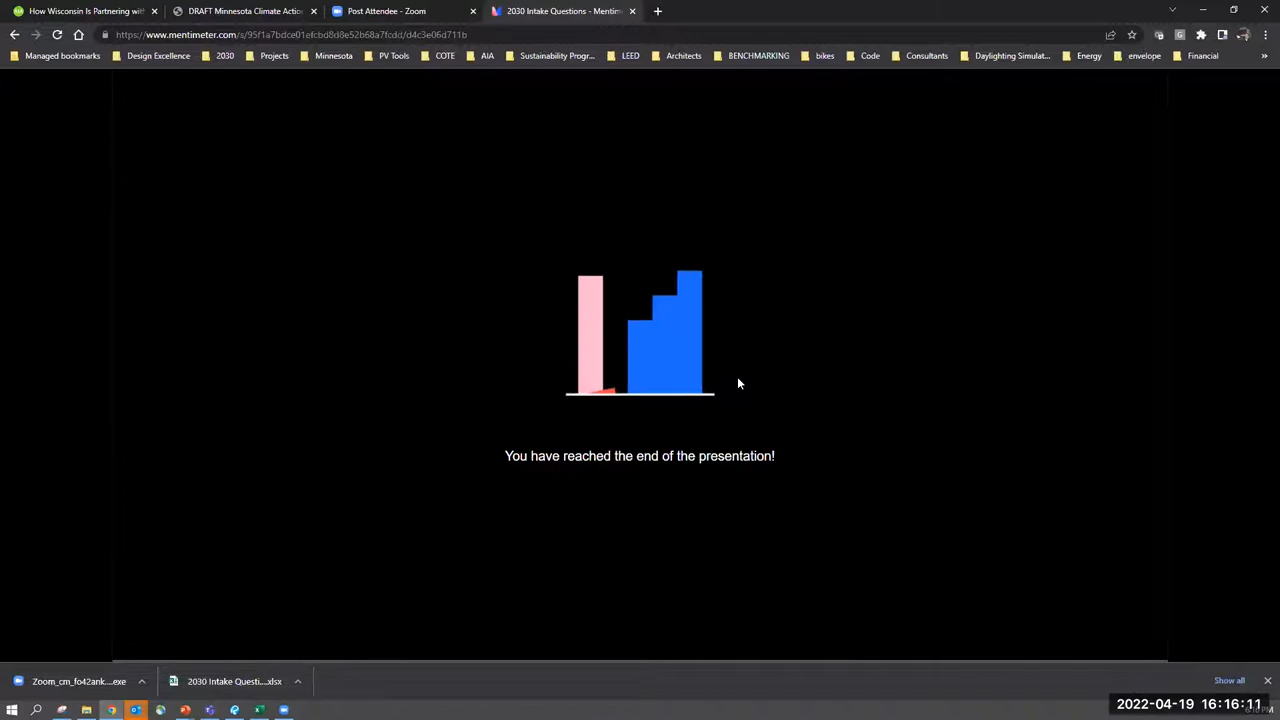 How Wisconsin Is Partnering wit
DRAFT Minnesota Climate Actio
Post Attendee - Zoom
2030 Intake Questions - Mentim
https://www.mentimeter.com/s/95f1a7bdce01efcbd8d8e52b68a7fcdd/d4c3e06d711b
Managed bookmarks
Design Excellence
2030
Projects
Minnesota
PV Tools
COTE
AIA
Sustainability Progr...
LEED
Architects
BENCHMARKING
bikes
Code
Consultants
Daylighting Simulat...
Energy
envelope
Financial
You have reached the end of the presentation!
Zoom_cm_fo42ank....exe
2030 Intake Questi....xlsx
Show all
2022-04-19 16:16:11